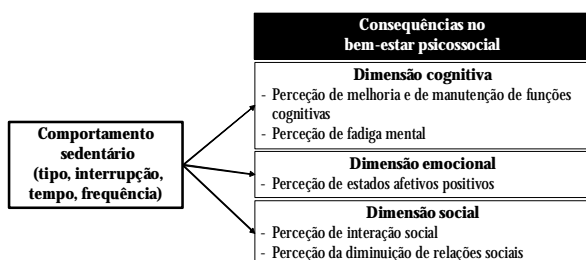 Consequências no
bem-estar psicossocial
Dimensão cognitiva
- Perceção de melhoria e de manutenção de funções
cognitivas
- Perceção de fadiga mental
Comportamento
sedentário
(tipo, interrupção,
tempo, frequência)
Dimensão emocional
- Perceção de estados afetivos positivos
Dimensão social
- Perceção de interação social
- Perceção da diminuição de relações sociais